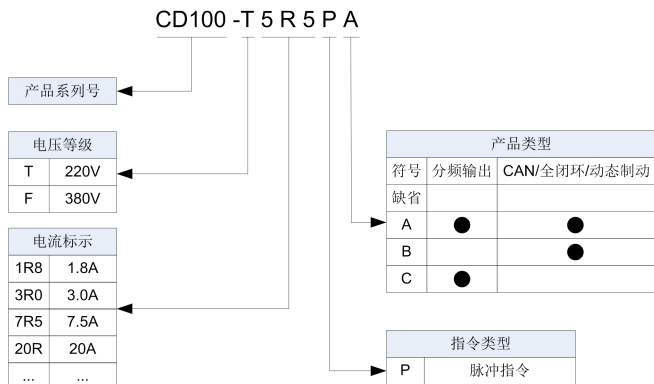 CD100 -T 5 R 5 P A
产品系列号
电压等级
T 220V
F 380V
电流标示
1R8 1.8A
3R0 3.0A
7R5 7.5A
20R 20A
... ...
产品类型
符号 分频输出 CAN/全闭环/动态制动
缺省
A ● ●
B ●
C ●
指令类型
P 脉冲指令